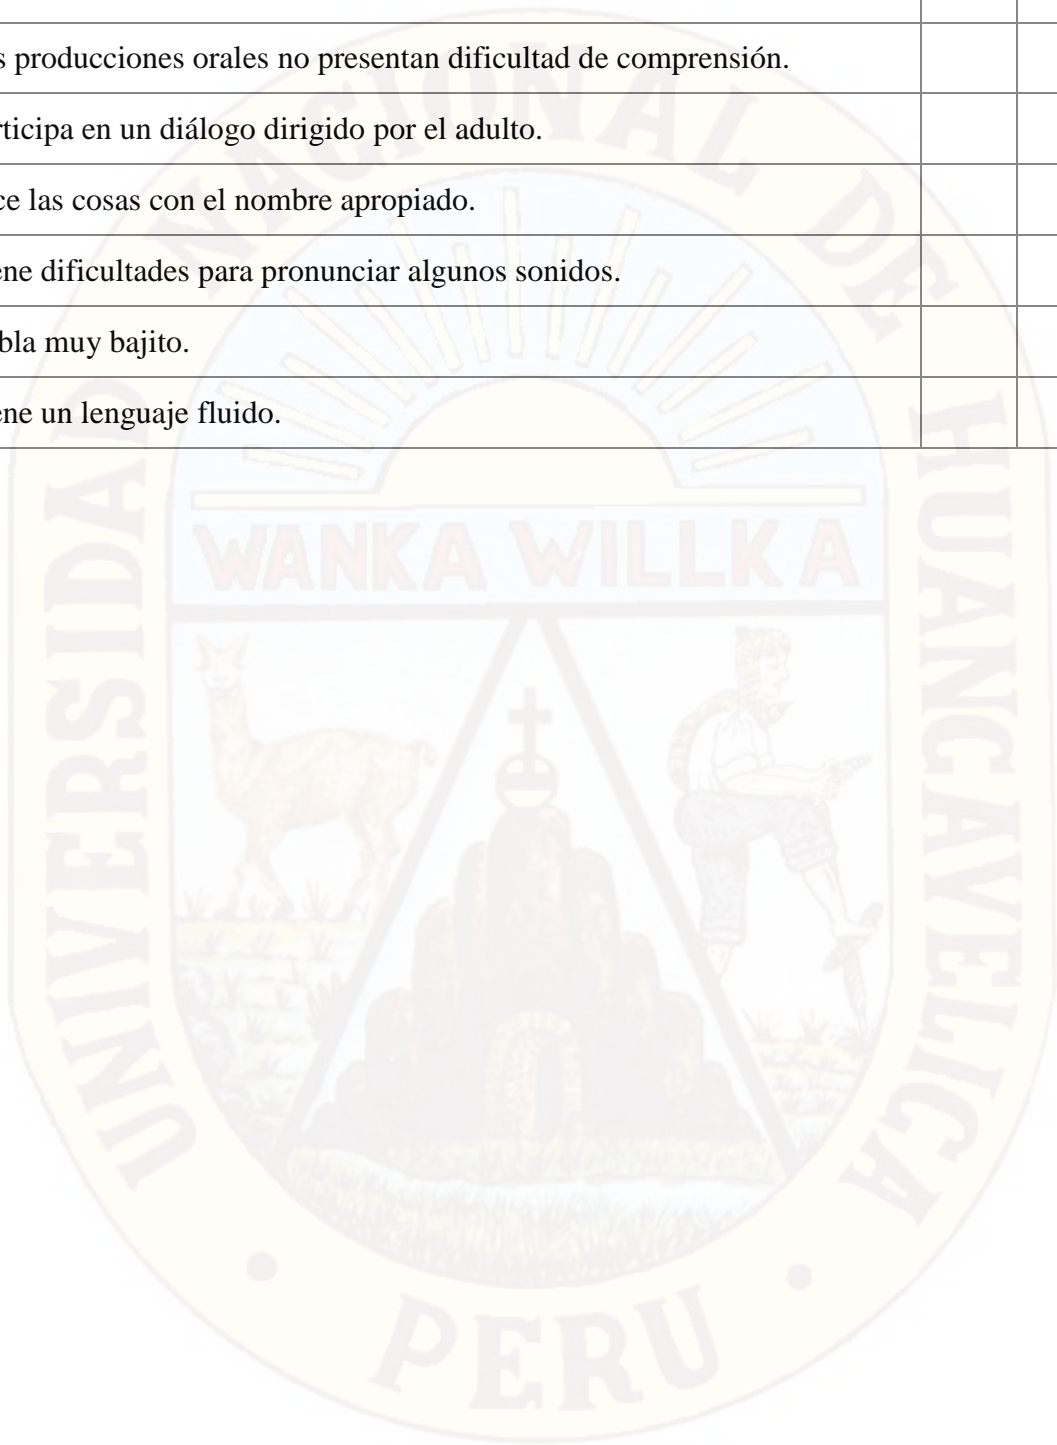 s producciones orales no presentan dificultad de comprensión.
rticipa en un diálogo dirigido por el adulto.
ce las cosas con el nombre apropiado.
ene dificultades para pronunciar algunos sonidos.
bla muy bajito.
ene un lenguaje fluido.
UNIVERSIDAD NACIONAL DE HUANCAVELICA
WANKA WILLKA
PERU